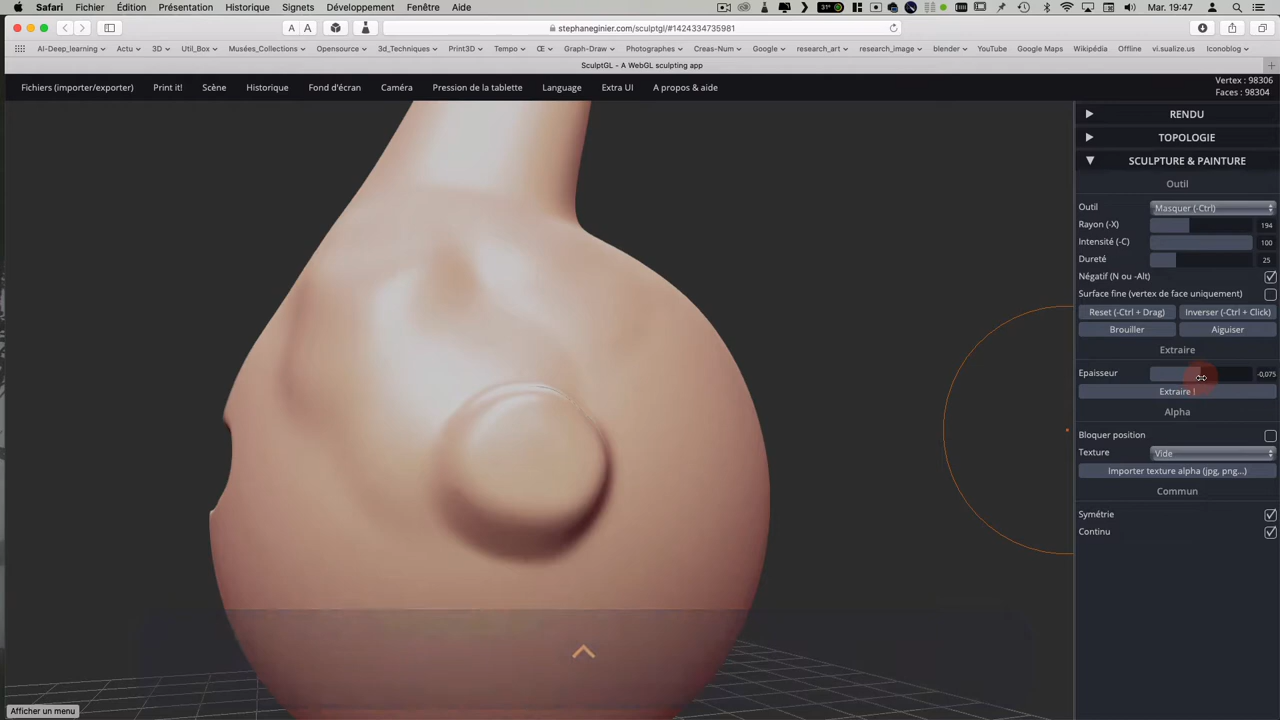 Safari Fichier Édition Présentation Historique Signets Développement Fenêtre Aide 31° Mar. 19:47
A A stephaneginier.com/sculptgl/#1424334735981
AI-Deep_learning Actu 3D Util_Box Musées_Collections Opensource 3d_Techniques Print3D Tempo Œ Graph-Draw Photographes Creas-Num Google research_art research_image blender YouTube Google Maps Wikipédia Offline vi.sualize.us Iconoblog
SculptGL - A WebGL sculpting app
Fichiers (importer/exporter) Print it! Scène Historique Fond d'écran Caméra Pression de la tablette Language Extra UI A propos & aide
Vertex : 98306
Faces : 98304
RENDU
TOPOLOGIE
SCULPTURE & PAINTURE
Outil
Outil Masquer (-Ctrl)
Rayon (-X) 194
Intensité (-C) 100
Dureté 25
Négatif (N ou -Alt)
Surface fine (vertex de face uniquement)
Reset (-Ctrl + Drag) Inverser (-Ctrl + Click)
Brouiller Aiguiser
Extraire
Epaisseur -0,075
Extraire !
Alpha
Bloquer position
Texture Vide
Importer texture alpha (jpg, png...)
Commun
Symétrie
Continu
Afficher un menu